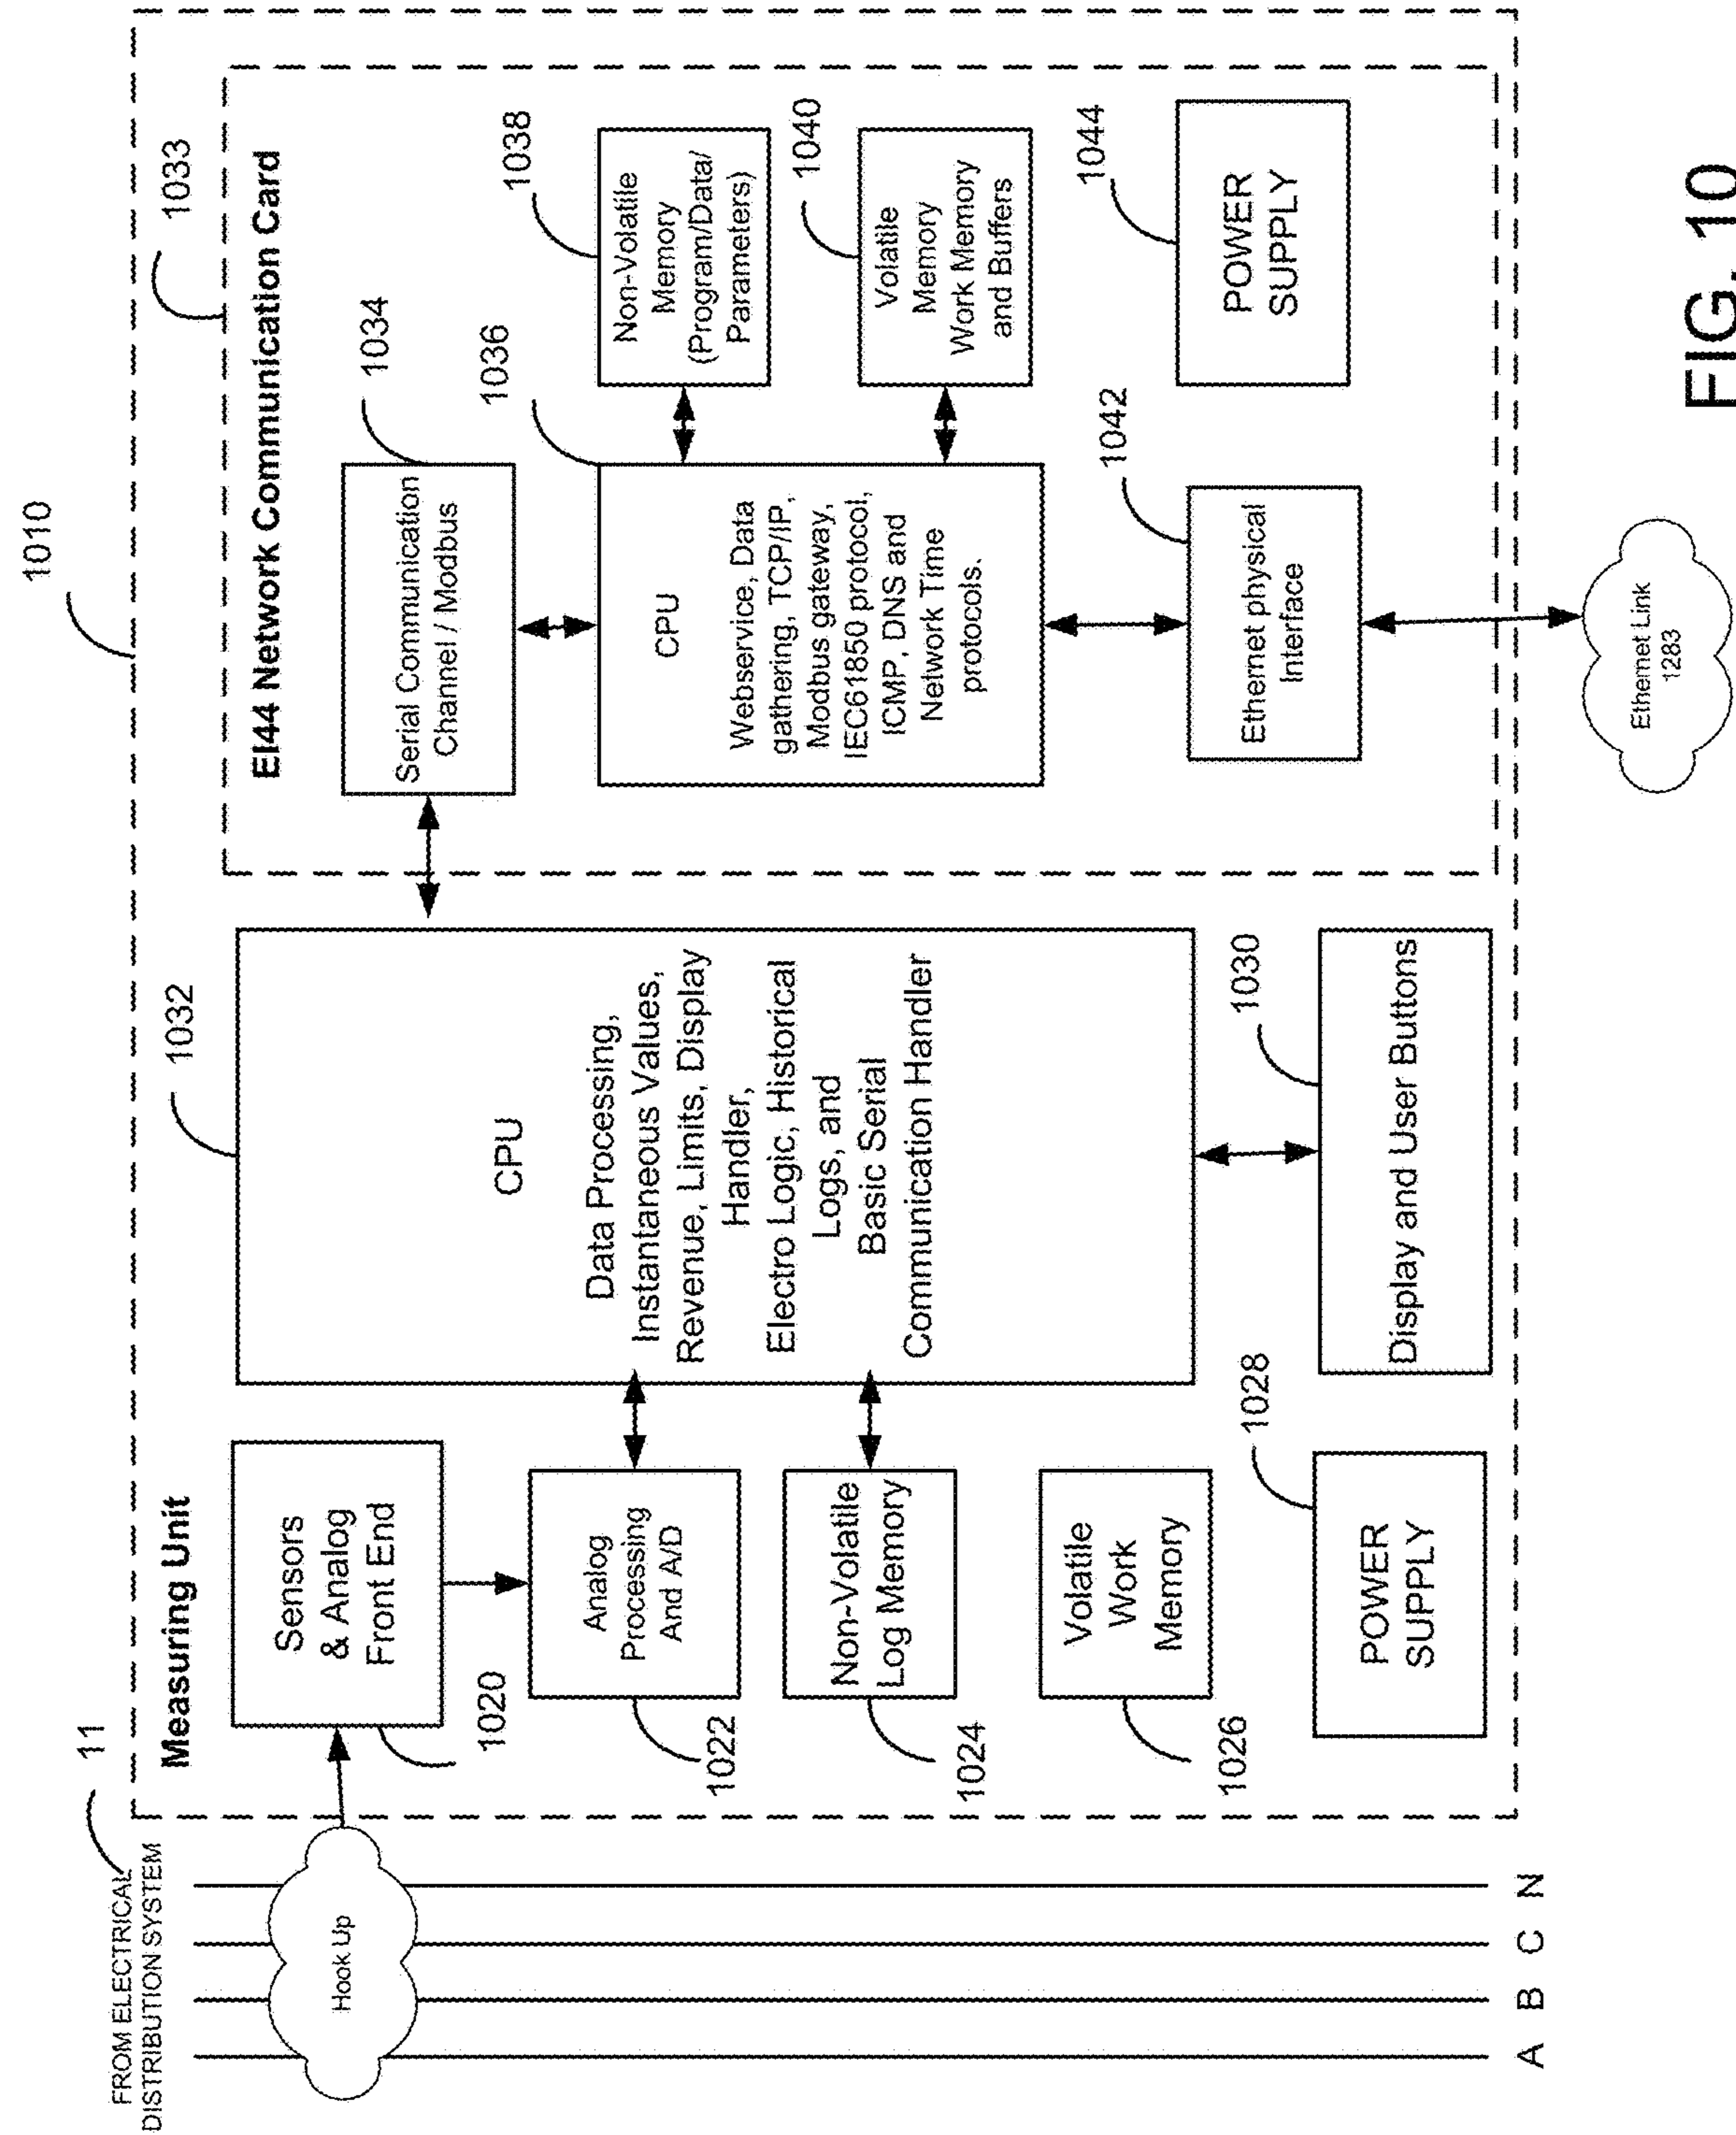 FROM ELECTRICAL
DISTRIBUTION SYSTEM
11
Hook Up
A
B
C
N
1010
Measuring Unit
Sensors
& Analog
Front End
1020
Analog
Processing
And A/D
1022
Non-Volatile
Log Memory
1024
Volatile
Work
Memory
1026
POWER
SUPPLY
1028
1032
CPU
Data Processing,
Instantaneous Values,
Revenue, Limits, Display
Handler,
Electro Logic, Historical
Logs, and
Basic Serial
Communication Handler
1030
Display and User Buttons
1033
EI44 Network Communication Card
1034
Serial Communication
Channel / Modbus
1036
CPU
Webservice, Data
gathering, TCP/IP,
Modbus gateway,
IEC61850 protocol,
ICMP, DNS and
Network Time
protocols.
1038
Non-Volatile
Memory
(Program/Data/
Parameters)
1040
Volatile
Memory
Work Memory
and Buffers
1042
Ethernet physical
Interface
1044
POWER
SUPPLY
Ethernet Link
1283
FIG. 10